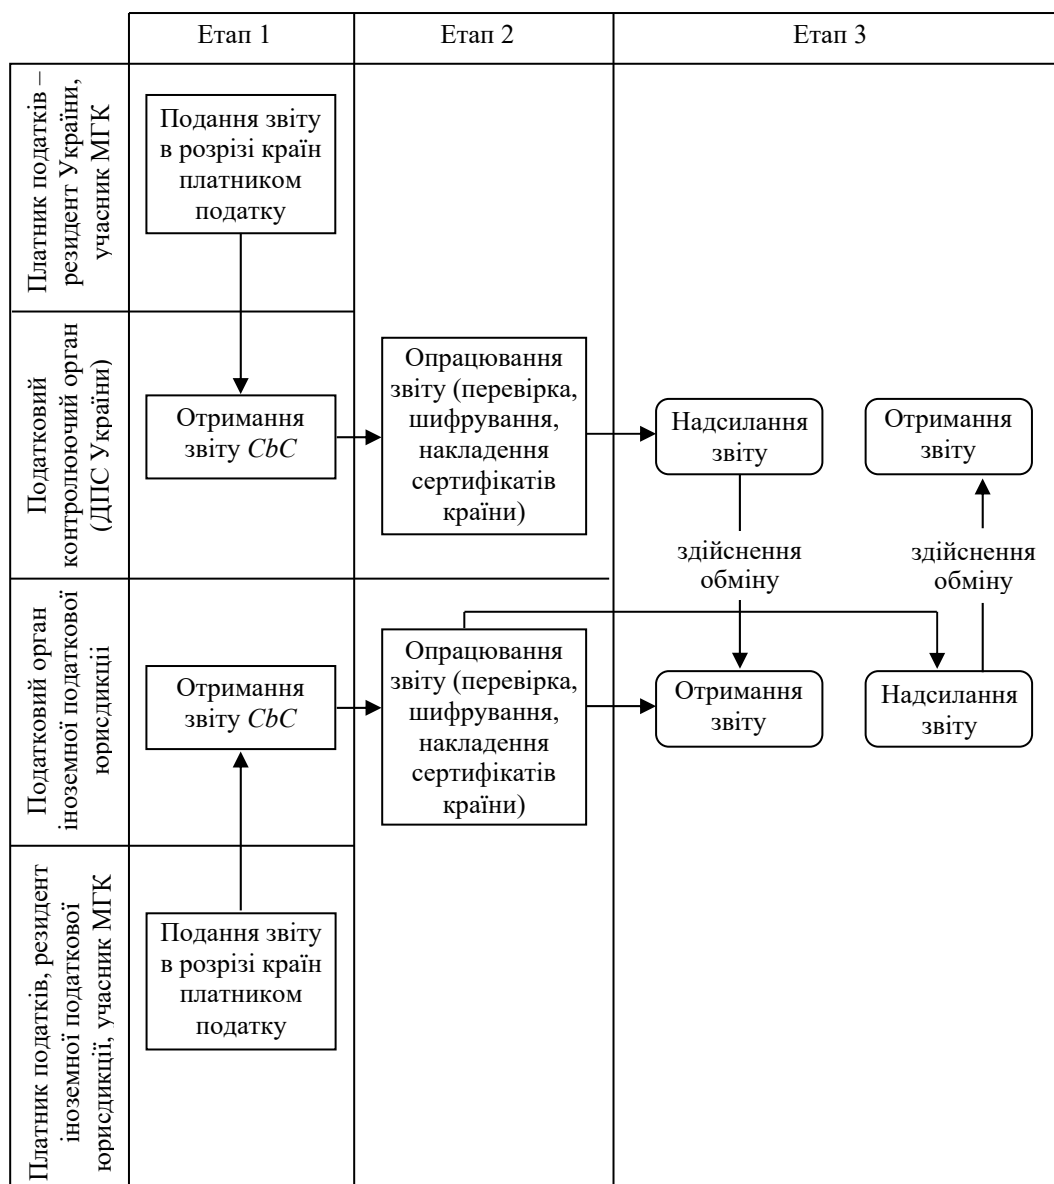 Етап 1
Етап 2
Етап 3
Платник податків –
резидент України,
учасник МГК
Подання звіту
в розрізі країн
платником
податку
Податковий
контролюючий орган
(ДПС України)
Отримання
звіту CbC
Опрацювання
звіту (перевірка,
шифрування,
накладення
сертифікатів
країни)
Надсилання
звіту
Отримання
звіту
здійснення
обміну
здійснення
обміну
Податковий орган
іноземної податкової
юрисдикції
Отримання
звіту CbC
Опрацювання
звіту (перевірка,
шифрування,
накладення
сертифікатів
країни)
Отримання
звіту
Надсилання
звіту
Платник податків, резидент
іноземної податкової
юрисдикції, учасник МГК
Подання звіту
в розрізі країн
платником
податку